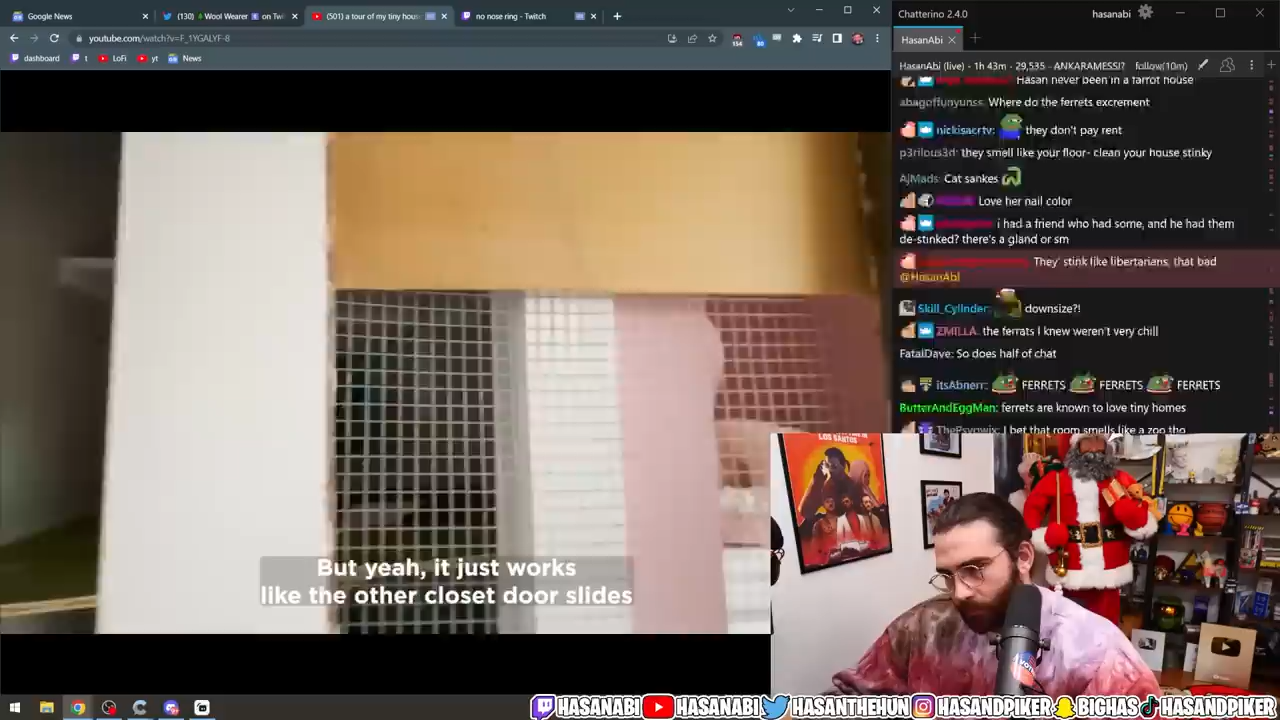 Google News
(130) Wool Wearer on Tw
(501) a tour of my tiny hous
no nose ring - Twitch
youtube.com/watch?v=F_1YGALYF-8
154
80
dashboard
t
LoFi
yt
News
But yeah, it just works
like the other closet door slides
Chatterino 2.4.0
hasanabi
HasanAbi
HasanAbi (live) - 1h 43m - 29,535 - ANKARAMESSI?
follow(10m)
Hasan never been in a farrot house
Where do the ferrets excrement
nickisacrtv: they don't pay rent
p3rilous3d: they smell like your floor- clean your house stinky
AjMads: Cat sankes
Love her nail color
i had a friend who had some, and he had them
de-stinked? there's a gland or sm
They' stink like libertarians, that bad
@HasanAbI
Skill_Cylinder: downsize?!
ZMILLA: the ferrats I knew weren't very chill
FatalDave: So does half of chat
itsAbnerr: FERRETS FERRETS FERRETS
ButterAndEggMan: ferrets are known to love tiny homes
ThePsyqwix: I bet that room smells like a zoo tho
LOS SANTOS
HASANABI
HASANABI
HASANTHEHUN
HASANDPIKER
BIGHAS
HASANDPIKER